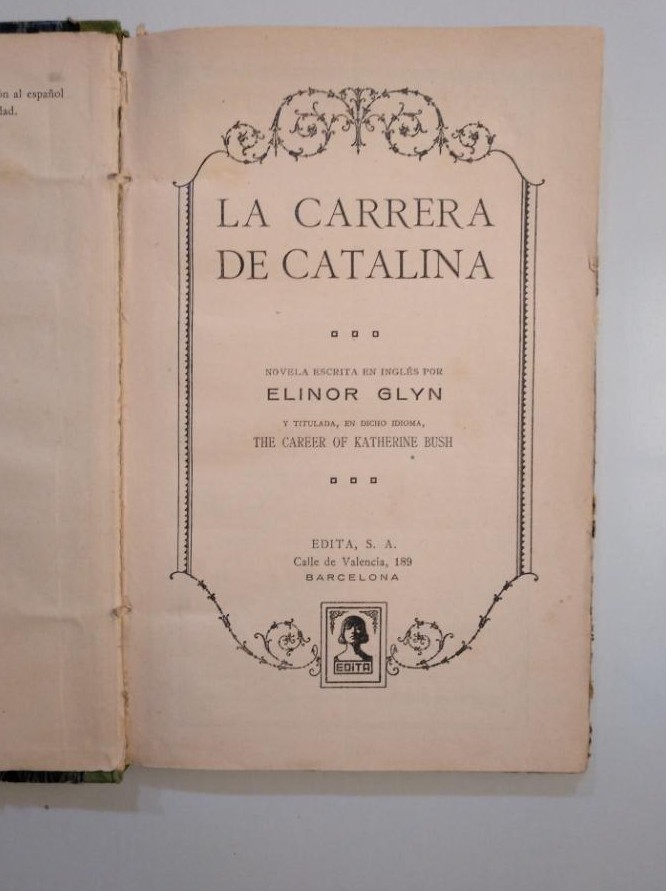 ón al español
dad.
LA CARRERA
DE CATALINA
NOVELA ESCRITA EN INGLÉS POR
ELINOR GLYN
Y TITULADA, EN DICHO IDIOMA,
THE CAREER OF KATHERINE BUSH
EDITA, S. A.
Calle de Valencia, 189
BARCELONA
EDITA